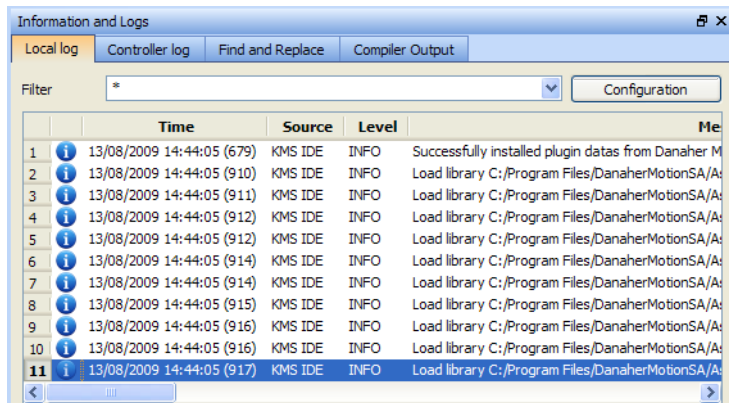 Information and Logs
Local log Controller log Find and Replace Compiler Output
Filter * Configuration
Time Source Level
1 13/08/2009 14:44:05 (679) KMS IDE INFO Successfully installed plugin datas from Danaher M
2 13/08/2009 14:44:05 (910) KMS IDE INFO Load library C:/Program Files/DanaherMotionSA/As
3 13/08/2009 14:44:05 (911) KMS IDE INFO Load library C:/Program Files/DanaherMotionSA/As
4 13/08/2009 14:44:05 (912) KMS IDE INFO Load library C:/Program Files/DanaherMotionSA/As
5 13/08/2009 14:44:05 (912) KMS IDE INFO Load library C:/Program Files/DanaherMotionSA/As
6 13/08/2009 14:44:05 (914) KMS IDE INFO Load library C:/Program Files/DanaherMotionSA/As
7 13/08/2009 14:44:05 (914) KMS IDE INFO Load library C:/Program Files/DanaherMotionSA/As
8 13/08/2009 14:44:05 (915) KMS IDE INFO Load library C:/Program Files/DanaherMotionSA/As
9 13/08/2009 14:44:05 (916) KMS IDE INFO Load library C:/Program Files/DanaherMotionSA/As
10 13/08/2009 14:44:05 (916) KMS IDE INFO Load library C:/Program Files/DanaherMotionSA/As
11 13/08/2009 14:44:05 (917) KMS IDE INFO Load library C:/Program Files/DanaherMotionSA/As